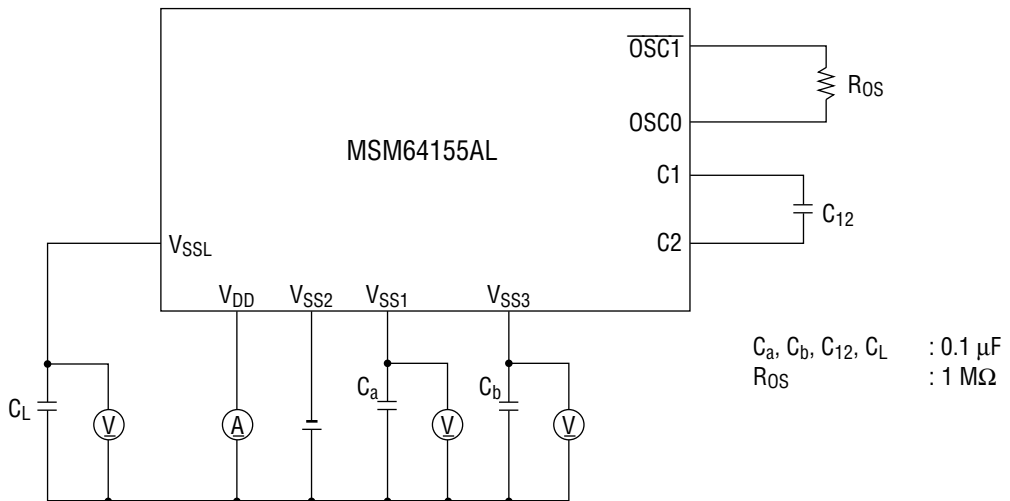 OSC1
ROS
OSC0
MSM64155AL
C1
C12
C2
VSSL
VDD VSS2 VSS1 VSS3
Ca, Cb, C12, CL : 0.1 μF
ROS : 1 MΩ
CL V A Ca V Cb V